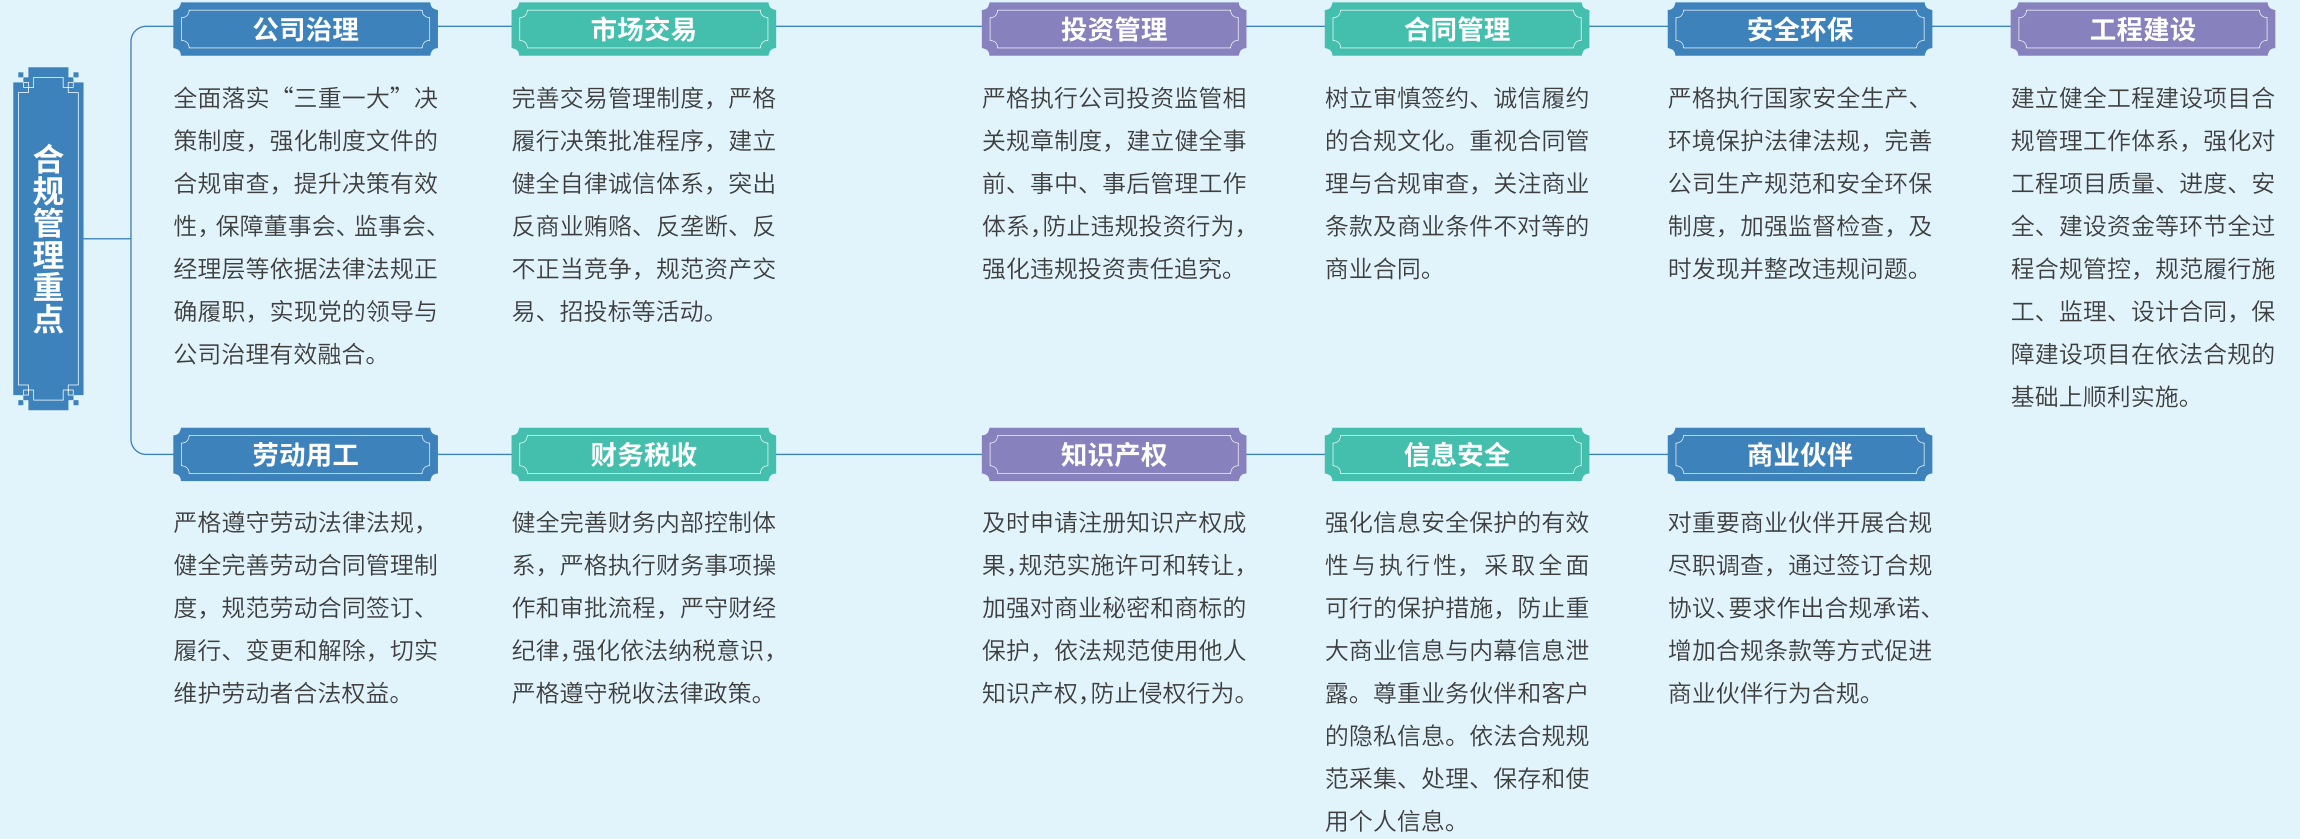 合规管理重点
公司治理
全面落实“三重一大”决
策制度，强化制度文件的
合规审查，提升决策有效
性，保障董事会、监事会、
经理层等依据法律法规正
确履职，实现党的领导与
公司治理有效融合。
市场交易
完善交易管理制度，严格
履行决策批准程序，建立
健全自律诚信体系，突出
反商业贿赂、反垄断、反
不正当竞争，规范资产交
易、招投标等活动。
投资管理
严格执行公司投资监管相
关规章制度，建立健全事
前、事中、事后管理工作
体系，防止违规投资行为，
强化违规投资责任追究。
合同管理
树立审慎签约、诚信履约
的合规文化。重视合同管
理与合规审查，关注商业
条款及商业条件不对等的
商业合同。
安全环保
严格执行国家安全生产、
环境保护法律法规，完善
公司生产规范和安全环保
制度，加强监督检查，及
时发现并整改违规问题。
工程建设
建立健全工程建设项目合
规管理工作体系，强化对
工程项目质量、进度、安
全、建设资金等环节全过
程合规管控，规范履行施
工、监理、设计合同，保
障建设项目在依法合规的
基础上顺利实施。
劳动用工
严格遵守劳动法律法规，
健全完善劳动合同管理制
度，规范劳动合同签订、
履行、变更和解除，切实
维护劳动者合法权益。
财务税收
健全完善财务内部控制体
系，严格执行财务事项操
作和审批流程，严守财经
纪律，强化依法纳税意识，
严格遵守税收法律政策。
知识产权
及时申请注册知识产权成
果，规范实施许可和转让，
加强对商业秘密和商标的
保护，依法规范使用他人
知识产权，防止侵权行为。
信息安全
强化信息安全保护的有效
性与执行性，采取全面
可行的保护措施，防止重
大商业信息与内幕信息泄
露。尊重业务伙伴和客户
的隐私信息。依法合规规
范采集、处理、保存和使
用个人信息。
商业伙伴
对重要商业伙伴开展合规
尽职调查，通过签订合规
协议、要求作出合规承诺、
增加合规条款等方式促进
商业伙伴行为合规。